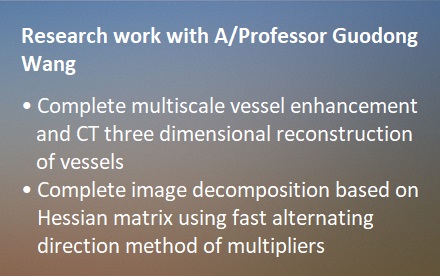 Research work with A/Professor Guodong
Wang
• Complete multiscale vessel enhancement
and CT three dimensional reconstruction
of vessels
• Complete image decomposition based on
Hessian matrix using fast alternating
direction method of multipliers